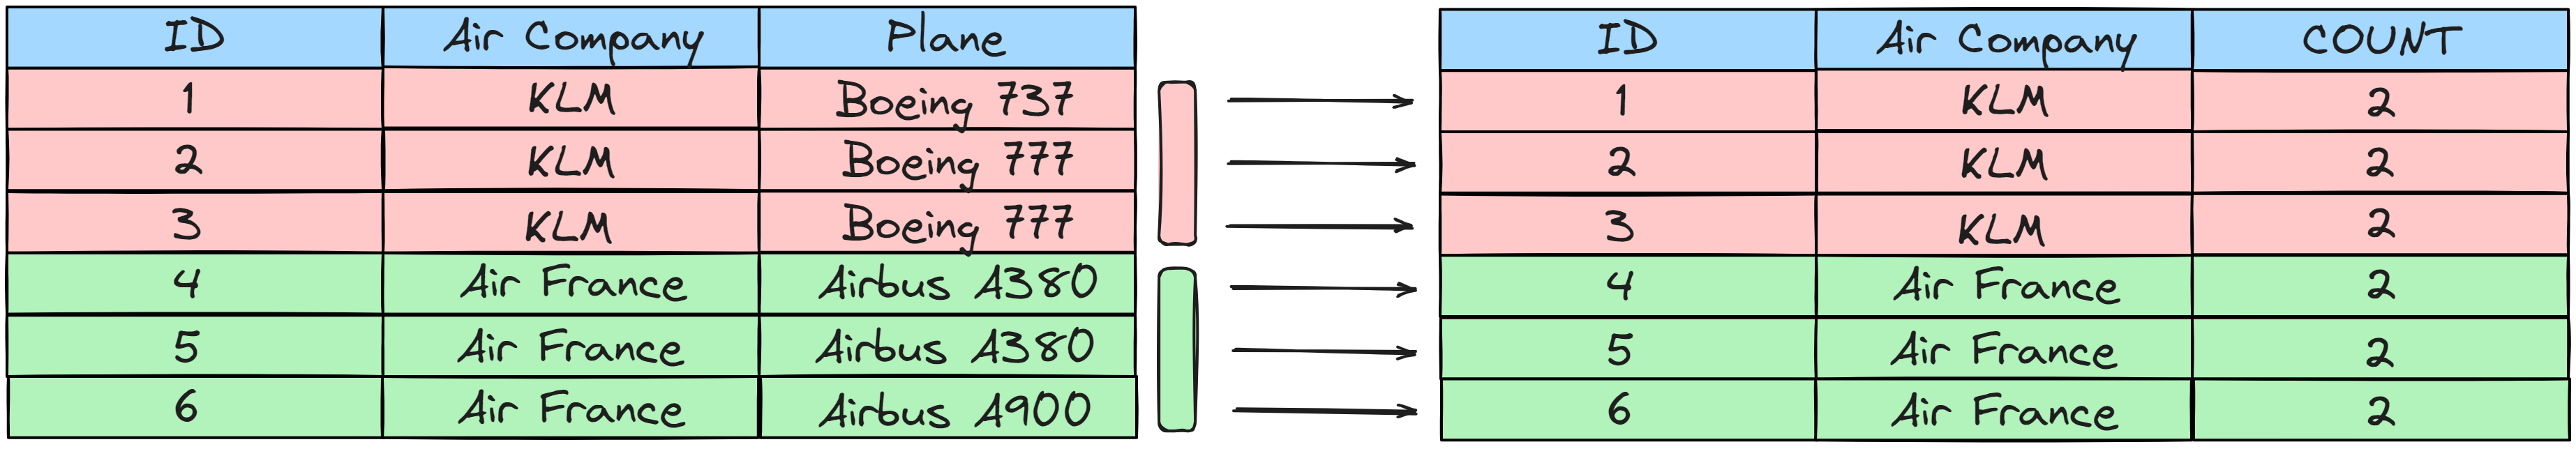 ID Air Company Plane
1 KLM Boeing 737
2 KLM Boeing 777
3 KLM Boeing 777
4 Air France Airbus A380
5 Air France Airbus A380
6 Air France Airbus A900
ID Air Company COUNT
1 KLM 2
2 KLM 2
3 KLM 2
4 Air France 2
5 Air France 2
6 Air France 2